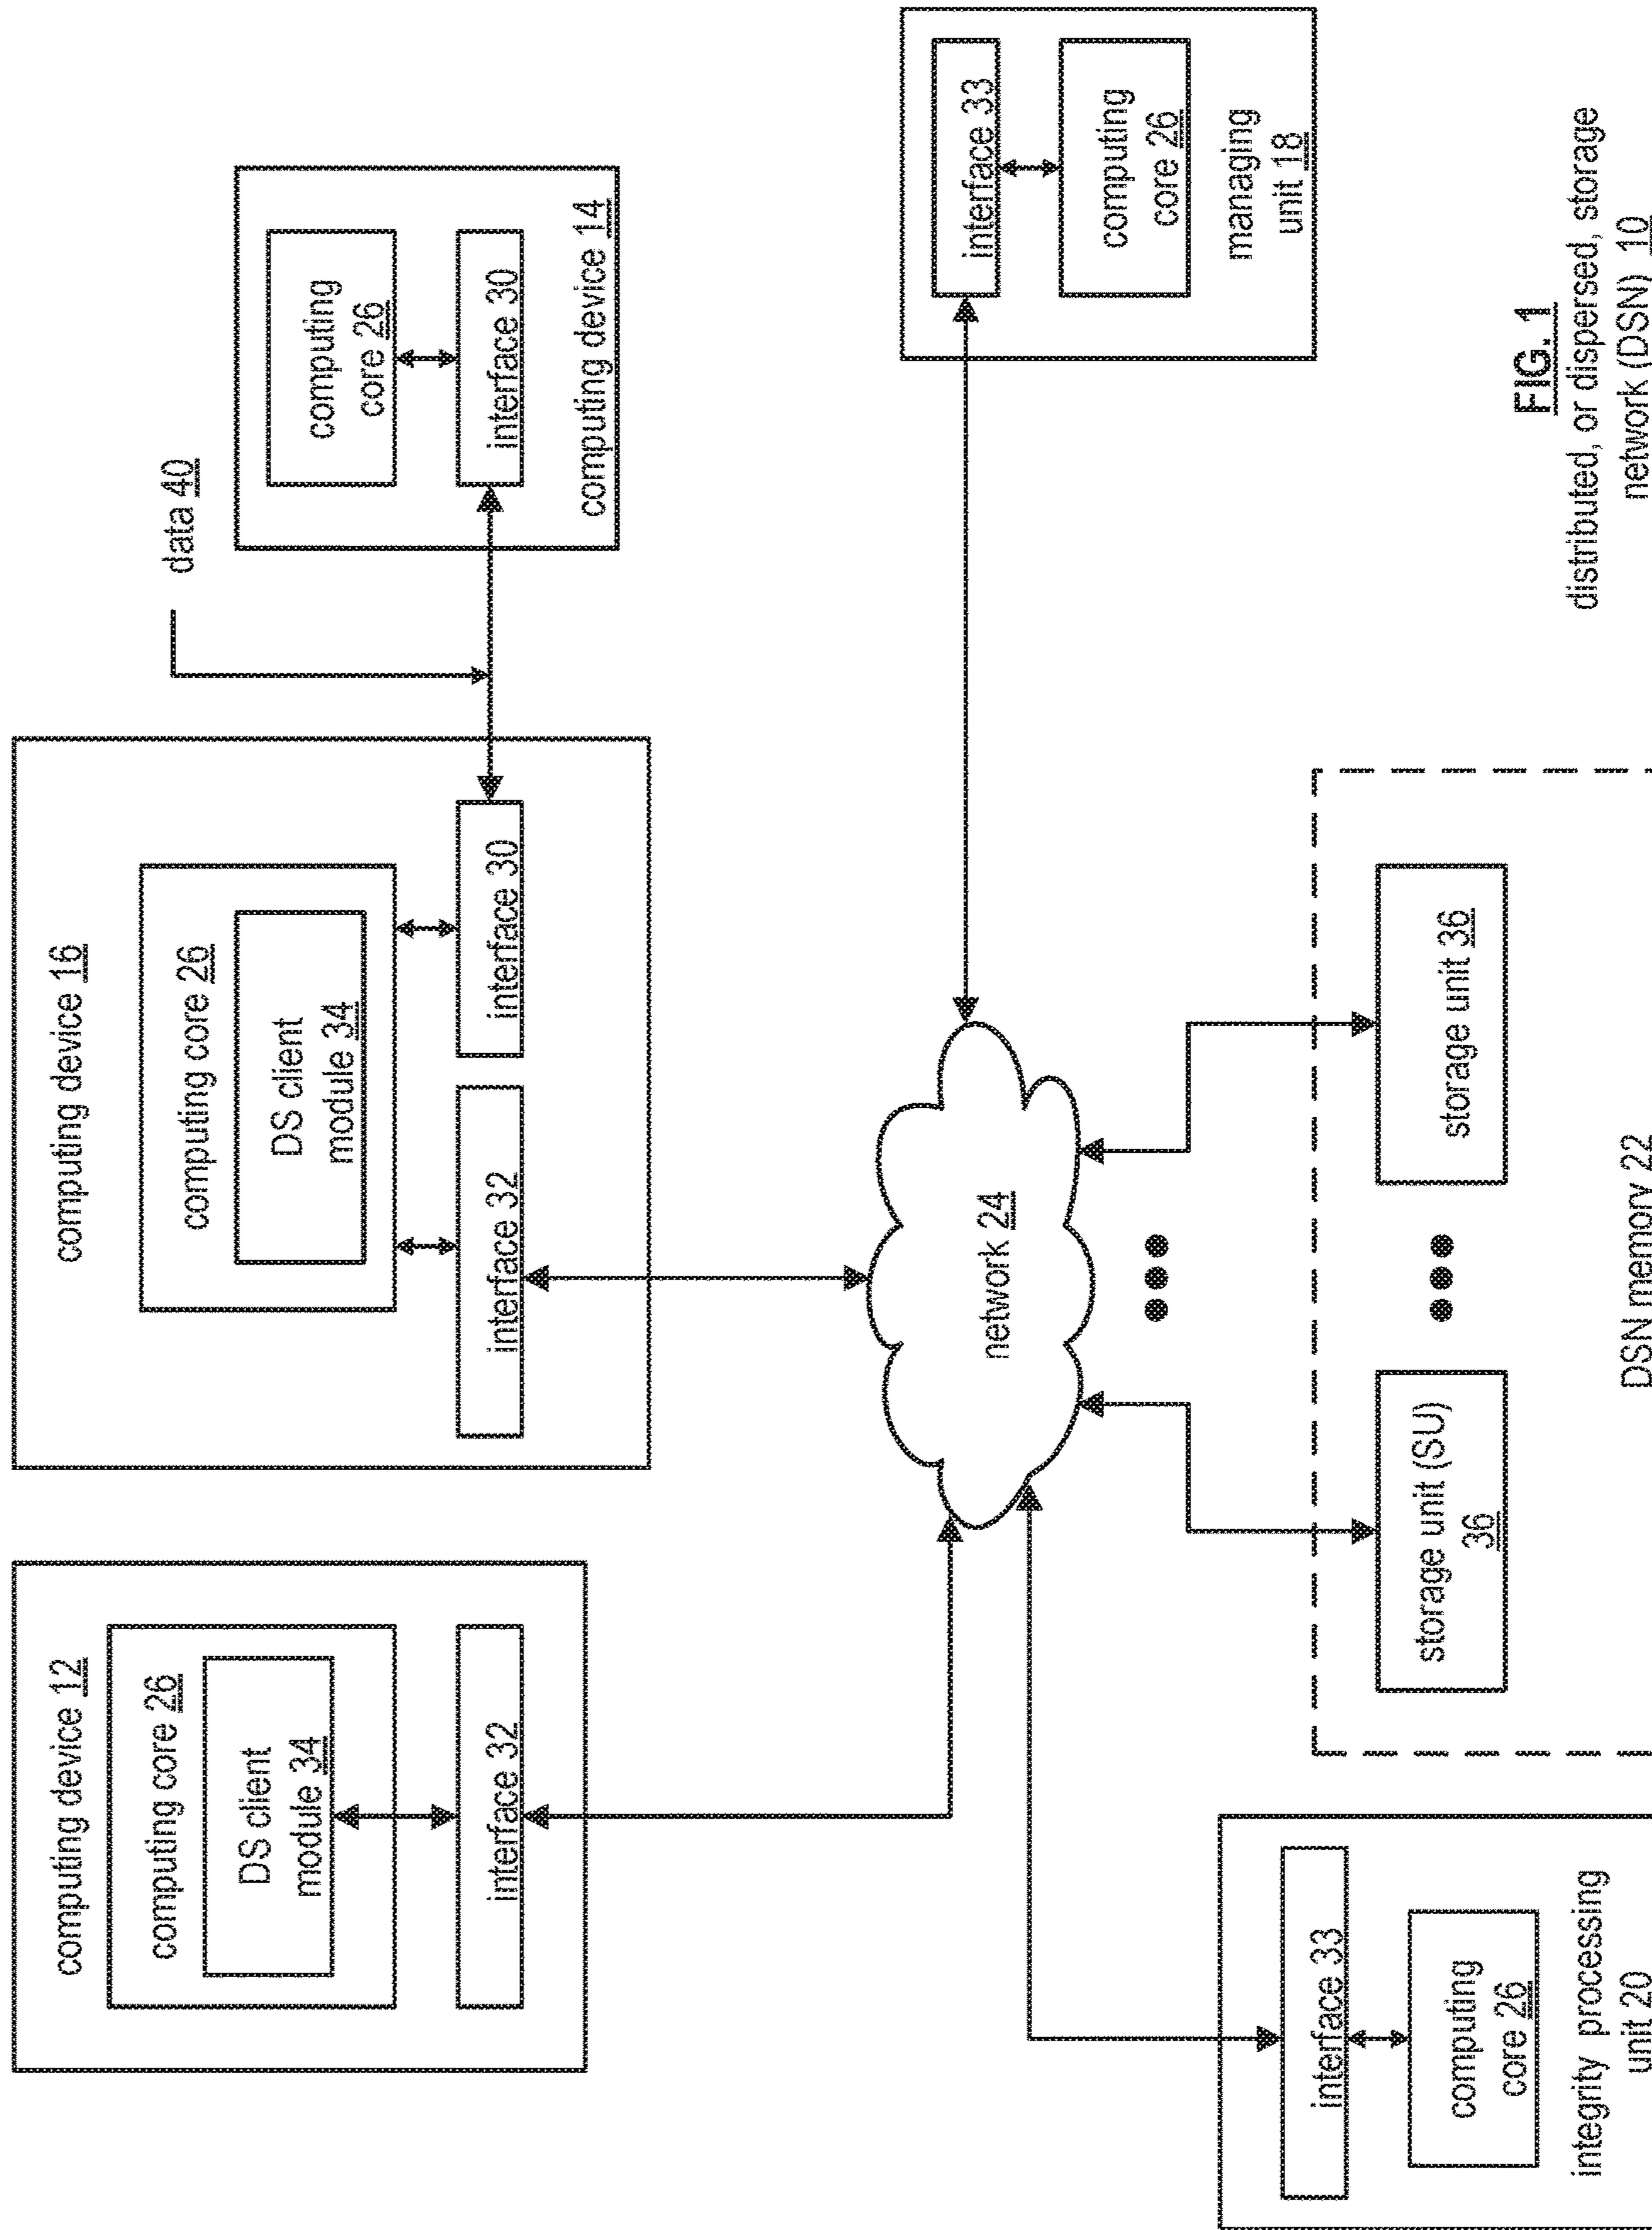 computing device 12
computing core 26
DS client
module 34
interface 32
computing device 16
computing core 26
DS client
module 34
interface 32
interface 30
data 40
computing
core 26
interface 30
computing device 14
network 24
interface 33
computing
core 26
managing
unit 18
interface 33
computing
core 26
integrity processing
unit 20
storage unit (SU)
36
storage unit 36
DSN memory 22
FIG. 1
distributed, or dispersed, storage
network (DSN) 10